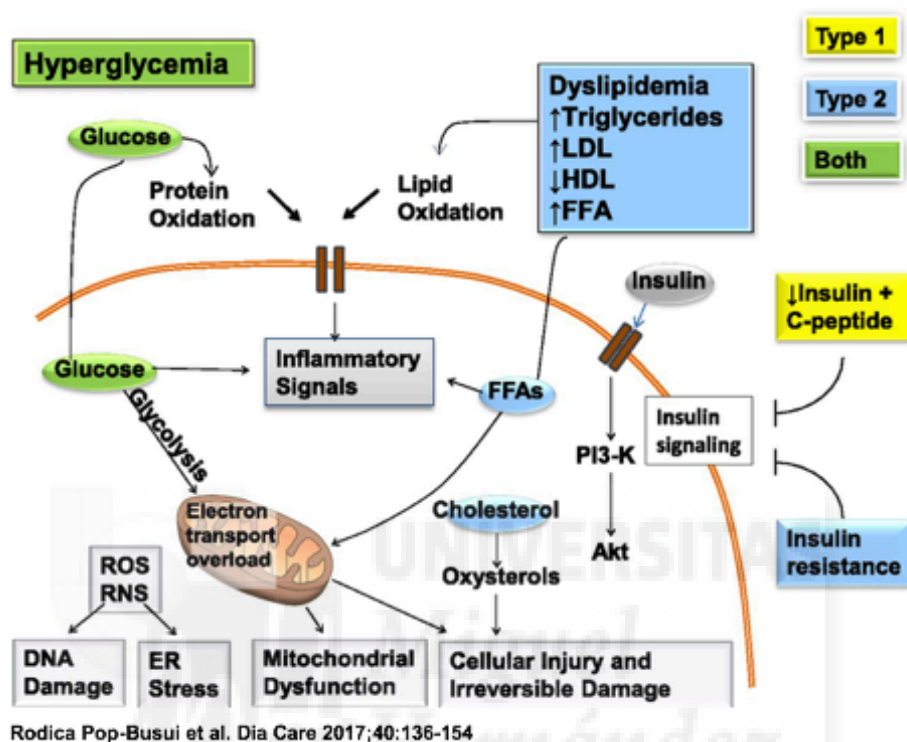 Hyperglycemia
Type 1
Type 2
Both
Dyslipidemia
↑Triglycerides
↑LDL
↓HDL
↑FFA
Glucose
Protein
Oxidation
Lipid
Oxidation
Insulin
↓Insulin +
C-peptide
Glucose
Inflammatory
Signals
FFAs
Glycolysis
Insulin
signaling
PI3-K
Akt
Insulin
resistance
Electron
transport
overload
Cholesterol
Oxysterols
ROS
RNS
DNA
Damage
ER
Stress
Mitochondrial
Dysfunction
Cellular Injury and
Irreversible Damage
UNIVERSITAS
Miguel
Hernández
Rodica Pop-Busui et al. Dia Care 2017;40:136-154